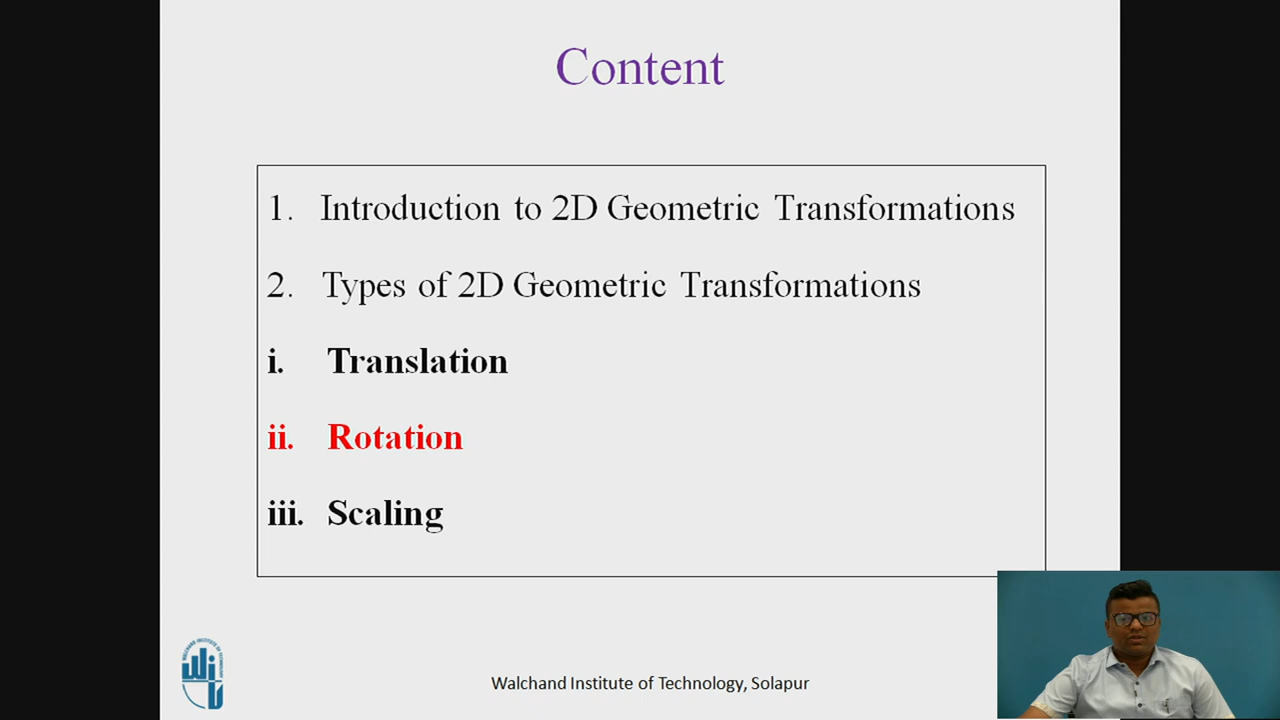 Content
1. Introduction to 2D Geometric Transformations
2. Types of 2D Geometric Transformations
i. Translation
ii. Rotation
iii. Scaling
Walchand Institute of Technology, Solapur